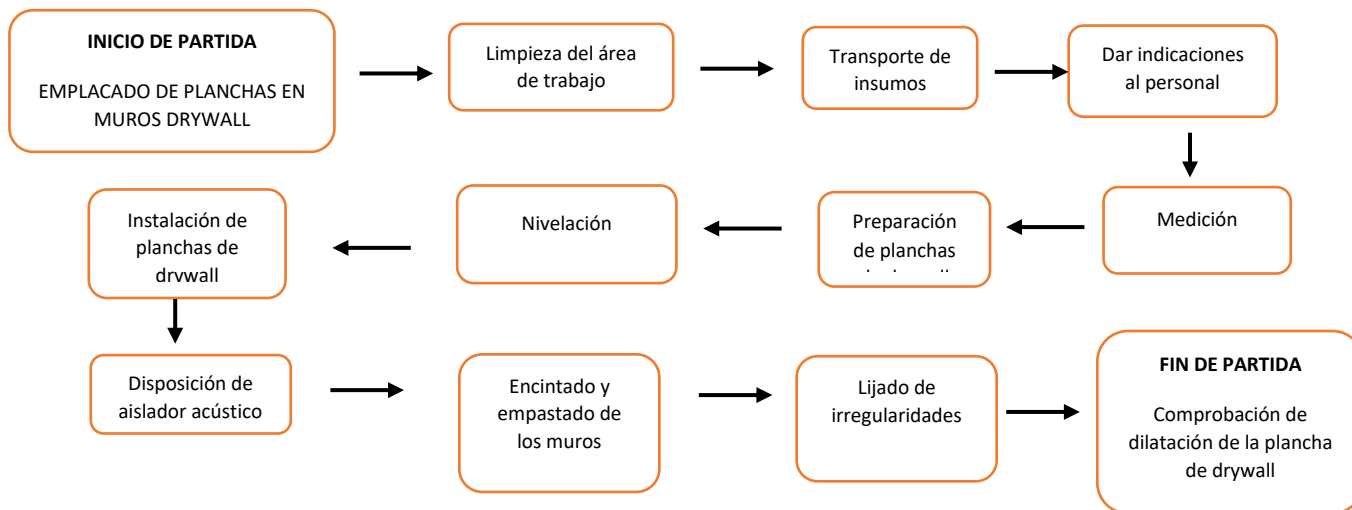 INICIO DE PARTIDA
EMPLACADO DE PLANCHAS EN
MUROS DRYWALL
Limpieza del área
de trabajo
Transporte de
insumos
Dar indicaciones
al personal
Medición
Preparación
de planchas
Nivelación
Instalación de
planchas de
drywall
Disposición de
aislador acústico
Encintado y
empastado de
los muros
Lijado de
irregularidades
FIN DE PARTIDA
Comprobación de
dilatación de la plancha
de drywall